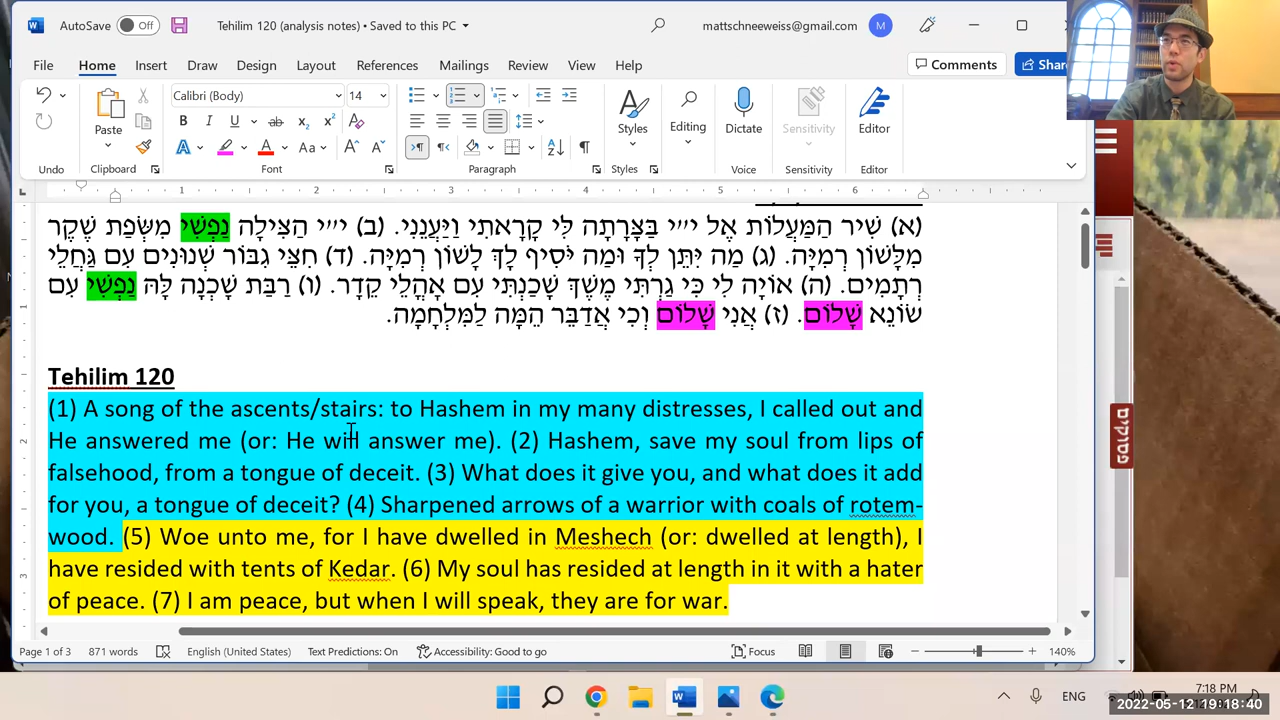 AutoSave Off Tehilim 120 (analysis notes) • Saved to this PC mattschneeweiss@gmail.com M
File Home Insert Draw Design Layout References Mailings Review View Help Comments Share
Calibri (Body) 14
Paste Styles Editing Dictate Sensitivity Editor
Undo Clipboard Font Paragraph Styles Voice Sensitivity Editor
1 2 3 4 5 6
(א) שִׁיר הַמַּעֲלוֹת אֶל י״י בַּצָּרָתָה לִּי קָרָאתִי וַיַּעֲנֵנִי. (ב) י״י הַצִּילָה נַפְשִׁי מִשְּׂפַת שֶׁקֶר
מִלָּשׁוֹן רְמִיָּה. (ג) מַה יִּתֵּן לְךָ וּמַה יֹּסִיף לָךְ לָשׁוֹן רְמִיָּה. (ד) חִצֵּי גִבּוֹר שְׁנוּנִים עִם גַּחֲלֵי
רְתָמִים. (ה) אוֹיָה לִי כִּי גַרְתִּי מֶשֶׁךְ שָׁכַנְתִּי עִם אָהֳלֵי קֵדָר. (ו) רַבַּת שָׁכְנָה לָּהּ נַפְשִׁי עִם
שׂוֹנֵא שָׁלוֹם. (ז) אֲנִי שָׁלוֹם וְכִי אֲדַבֵּר הֵמָּה לַמִּלְחָמָה.
Tehilim 120
(1) A song of the ascents/stairs: to Hashem in my many distresses, I called out and
He answered me (or: He will answer me). (2) Hashem, save my soul from lips of
falsehood, from a tongue of deceit. (3) What does it give you, and what does it add
for you, a tongue of deceit? (4) Sharpened arrows of a warrior with coals of rotem-
wood. (5) Woe unto me, for I have dwelled in Meshech (or: dwelled at length), I
have resided with tents of Kedar. (6) My soul has resided at length in it with a hater
of peace. (7) I am peace, but when I will speak, they are for war.
Page 1 of 3 871 words English (United States) Text Predictions: On Accessibility: Good to go Focus 140%
ENG 7:18 PM
2022-05-12 19:18:40